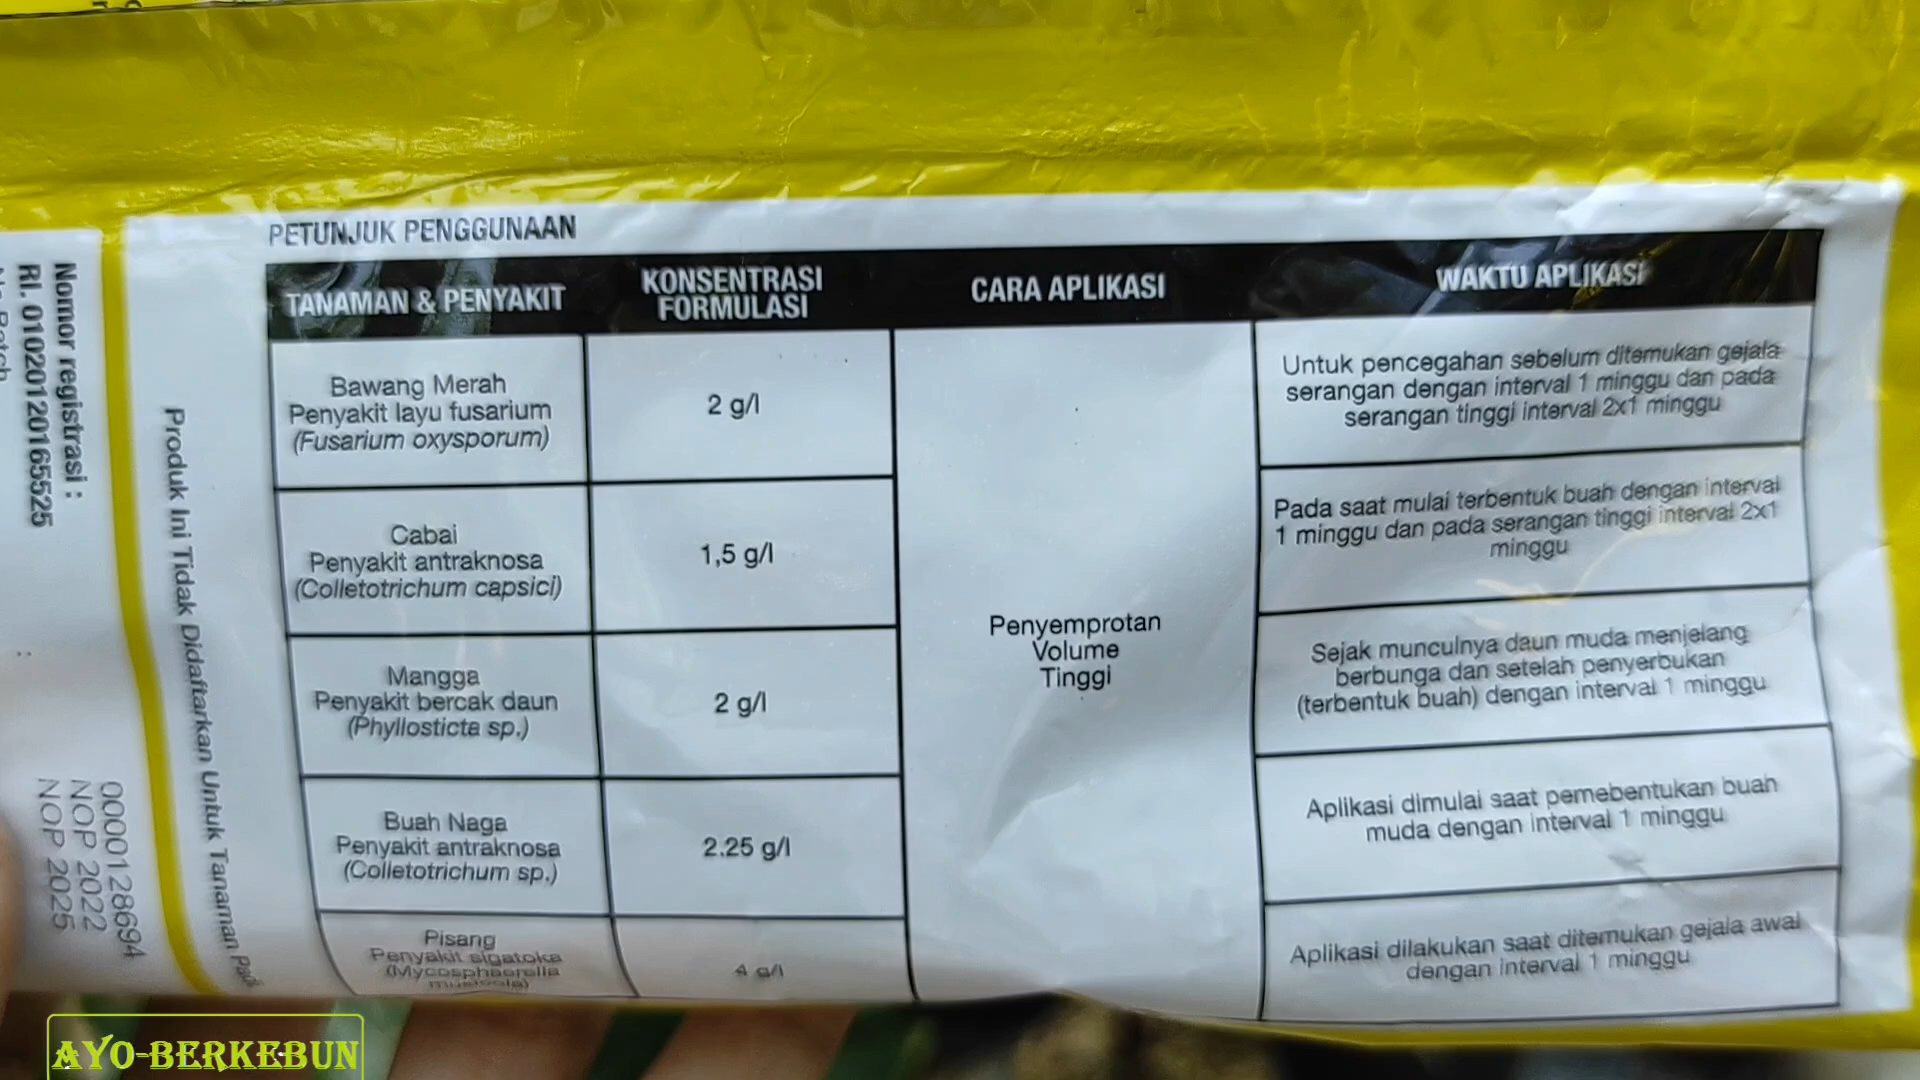 PETUNJUK PENGGUNAAN
TANAMAN & PENYAKIT
KONSENTRASI
FORMULASI
CARA APLIKASI
WAKTU APLIKASI
Bawang Merah
Penyakit layu fusarium
(Fusarium oxysporum)
2 g/l
Untuk pencegahan sebelum ditemukan gejala
serangan dengan interval 1 minggu dan pada
serangan tinggi interval 2x1 minggu
Cabai
Penyakit antraknosa
(Colletotrichum capsici)
1,5 g/l
Pada saat mulai terbentuk buah dengan interval
1 minggu dan pada serangan tinggi interval 2x1
minggu
Penyemprotan
Volume
Tinggi
Mangga
Penyakit bercak daun
(Phyllosticta sp.)
2 g/l
Sejak munculnya daun muda menjelang
berbunga dan setelah penyerbukan
(terbentuk buah) dengan interval 1 minggu
Buah Naga
Penyakit antraknosa
(Colletotrichum sp.)
2.25 g/l
Aplikasi dimulai saat pemebentukan buah
muda dengan interval 1 minggu
Pisang
Penyakit sigatoka
(Mycosphaerella
musicola)
4 g/l
Aplikasi dilakukan saat ditemukan gejala awal
dengan interval 1 minggu
Produk Ini Tidak Didaftarkan Untuk Tanaman Padi
Nomor registrasi :
RI. 01020120165525
0000128694
NOP 2022
NOP 2025
AYO-BERKEBUN